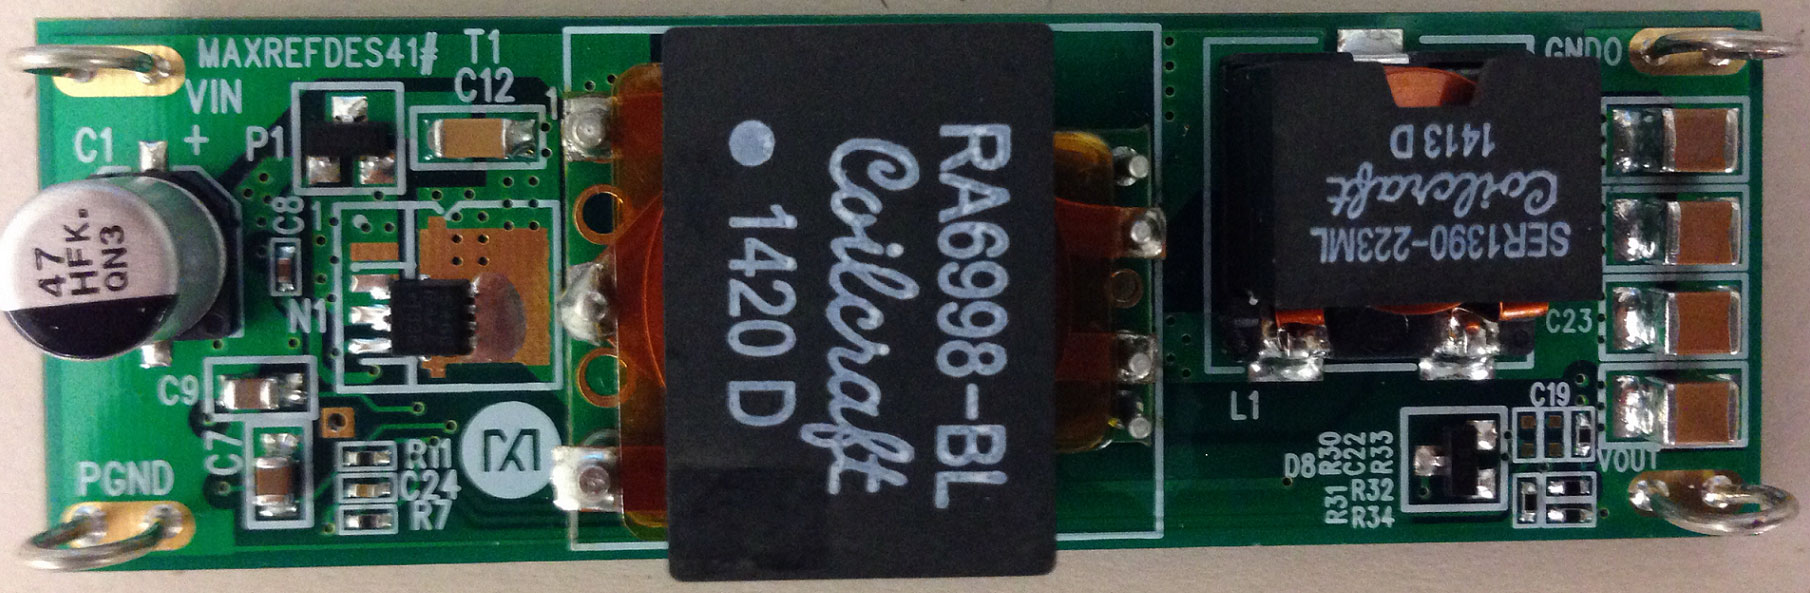 MAXREFDES41#
T1
VIN
C12
1
+
C1
P1
C8
47
HFK.
QN3
N1
C9
C7
PGND
R11
C24
R7
RA6998-BL
Coilcraft
1420 D
GNDO
SER1390-223ML
Coilcraft
1413 D
C23
L1
C19
D8
R30
C22
R33
VOUT
R31
R32
R34